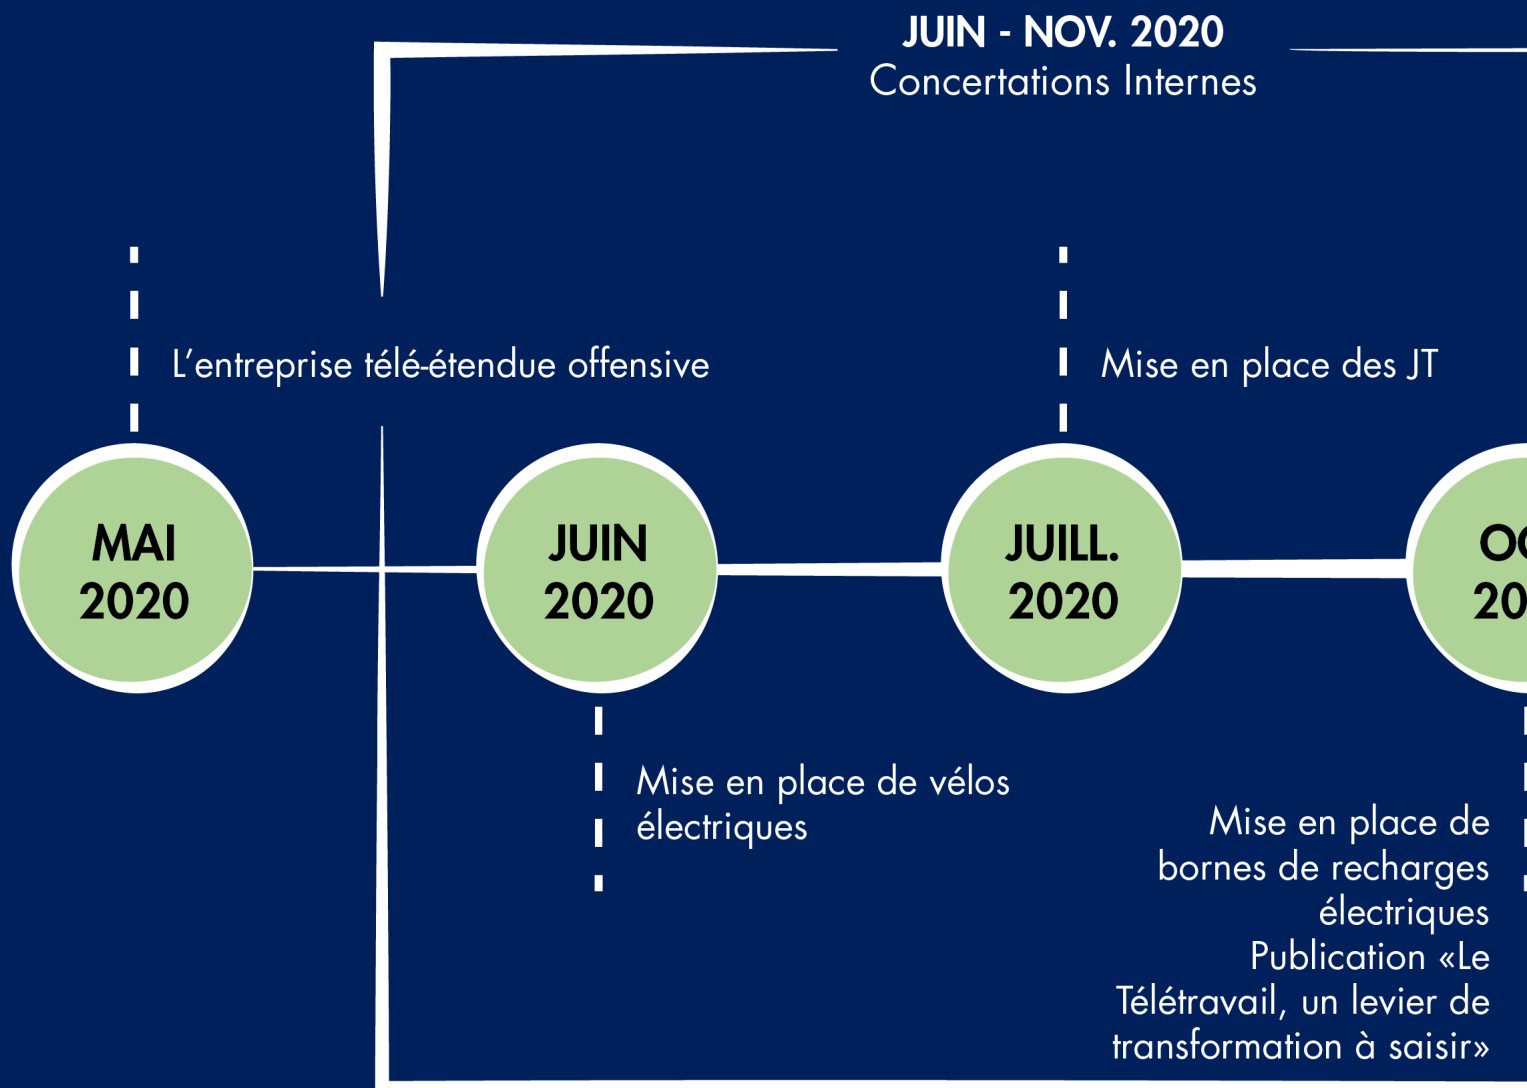 JUIN - NOV. 2020
Concertations Internes
L’entreprise télé-étendue offensive
Mise en place des JT
MAI
2020
JUIN
2020
JUILL.
2020
Mise en place de vélos
électriques
Mise en place de
bornes de recharges
électriques
Publication «Le
Télétravail, un levier de
transformation à saisir»